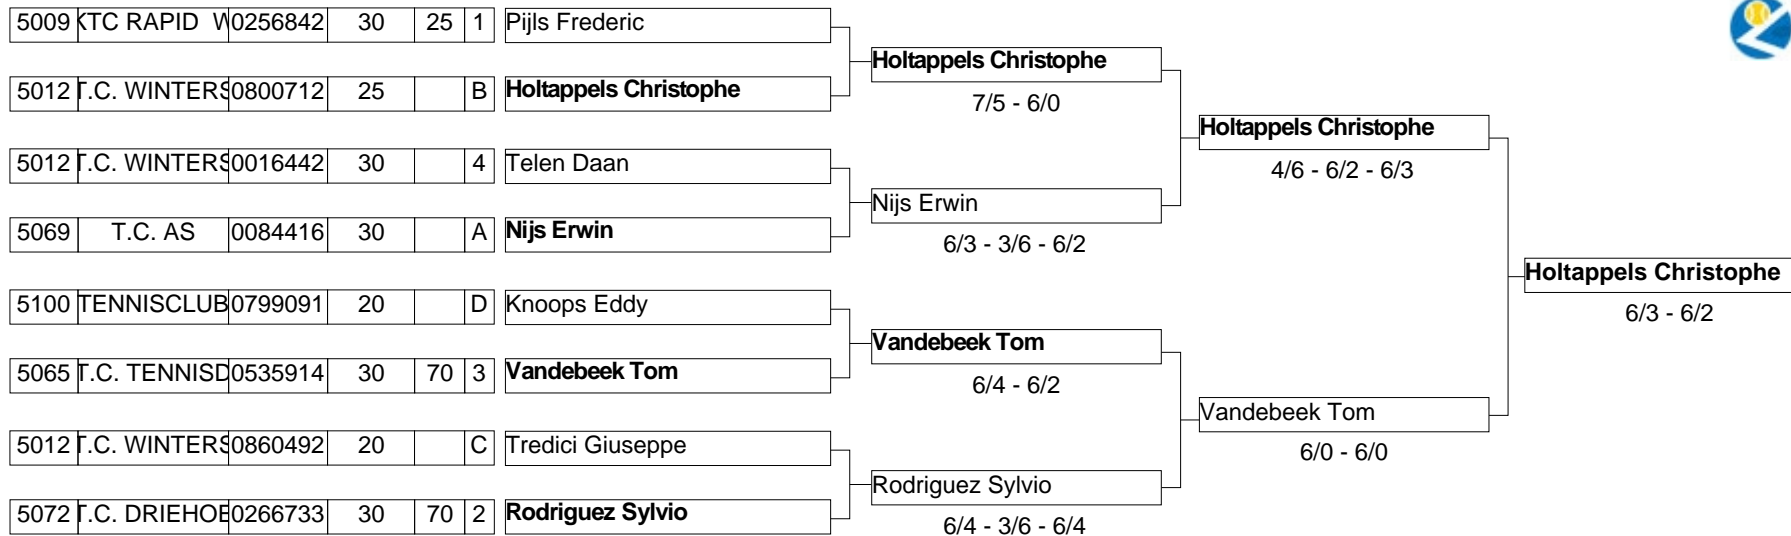 5009 KTC RAPID W 0256842 30 25 1 Pijls Frederic
Holtappels Christophe
5012 T.C. WINTERS 0800712 25 B Holtappels Christophe
7/5 - 6/0
Holtappels Christophe
5012 T.C. WINTERS 0016442 30 4 Telen Daan
4/6 - 6/2 - 6/3
Nijs Erwin
5069 T.C. AS 0084416 30 A Nijs Erwin
6/3 - 3/6 - 6/2
Holtappels Christophe
5100 TENNISCLUB 0799091 20 D Knoops Eddy
6/3 - 6/2
Vandebeek Tom
5065 T.C. TENNISD 0535914 30 70 3 Vandebeek Tom
6/4 - 6/2
Vandebeek Tom
5012 T.C. WINTERS 0860492 20 C Tredici Giuseppe
6/0 - 6/0
Rodriguez Sylvio
5072 T.C. DRIEHOE 0266733 30 70 2 Rodriguez Sylvio
6/4 - 3/6 - 6/4